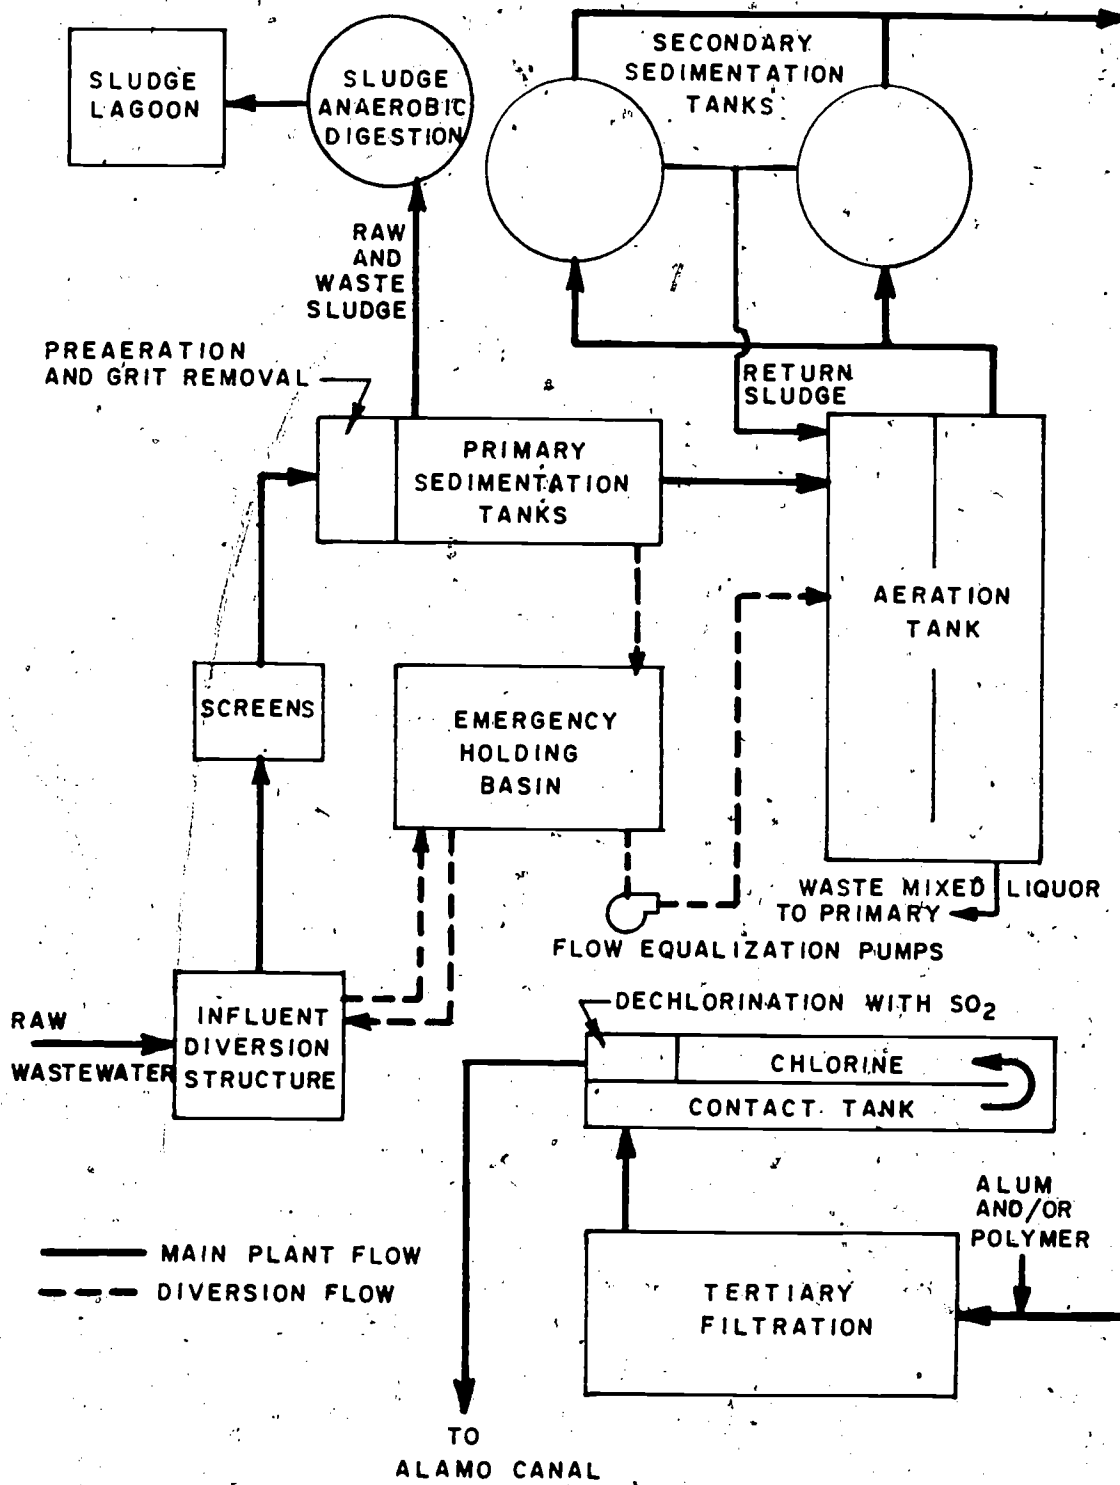 SLUDGE
LAGOON
SLUDGE
ANAEROBIC
DIGESTION
SECONDARY
SEDIMENTATION
TANKS
RAW
AND
WASTE
SLUDGE
PREAERATION
AND GRIT REMOVAL
RETURN
SLUDGE
PRIMARY
SEDIMENTATION
TANKS
AERATION
TANK
SCREENS
EMERGENCY
HOLDING
BASIN
WASTE MIXED LIQUOR
TO PRIMARY
FLOW EQUALIZATION PUMPS
RAW
WASTEWATER
INFLUENT
DIVERSION
STRUCTURE
DECHLORINATION WITH SO2
CHLORINE
CONTACT TANK
ALUM
AND/OR
POLYMER
MAIN PLANT FLOW
DIVERSION FLOW
TERTIARY
FILTRATION
TO
ALAMO CANAL